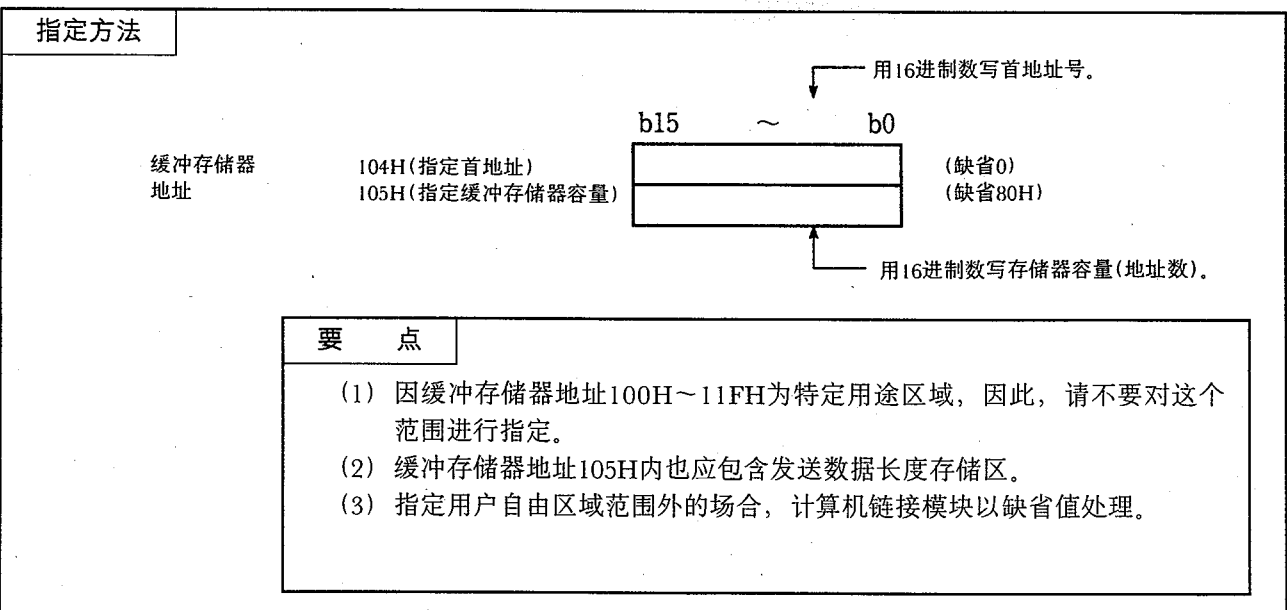 指定方法
用16进制数写首地址号。
b15 ～ b0
缓冲存储器 104H(指定首地址) (缺省0)
地址 105H(指定缓冲存储器容量) (缺省80H)
用16进制数写存储器容量(地址数)。
要 点
(1) 因缓冲存储器地址100H～11FH为特定用途区域，因此，请不要对这个
范围进行指定。
(2) 缓冲存储器地址105H内也应包含发送数据长度存储区。
(3) 指定用户自由区域范围外的场合，计算机链接模块以缺省值处理。